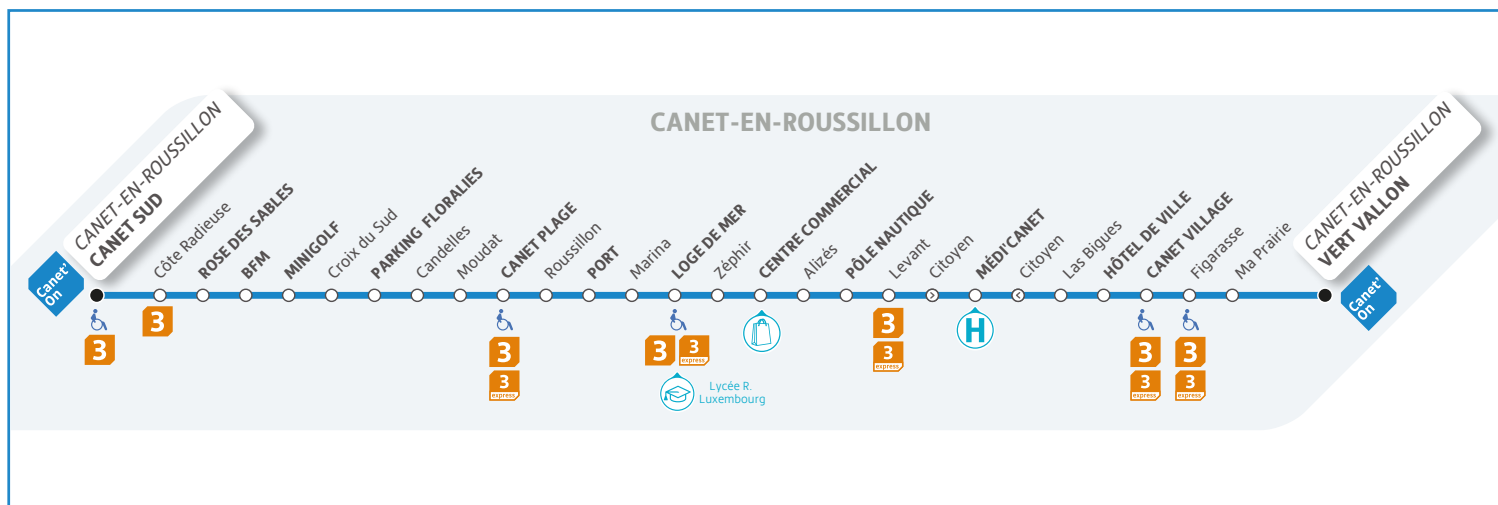 CANET-EN-ROUSSILLON
CANET-EN-ROUSSILLON
CANET SUD
Côte Radieuse
ROSE DES SABLES
BFM
MINIGOLF
Croix du Sud
PARKING FLORALIES
Candelles
Moudat
CANET PLAGE
Roussillon
PORT
Marina
LOGE DE MER
Zéphir
CENTRE COMMERCIAL
Alizés
PÔLE NAUTIQUE
Levant
Citoyen
MÉDI'CANET
Citoyen
Las Bigues
HÔTEL DE VILLE
CANET VILLAGE
Figarasse
Ma Prairie
CANET-EN-ROUSSILLON
VERT VALLON
Canet'
On
Canet'
On
3
3
3
3
express
3
3
express
3
3
express
H
3
3
express
3
3
express
Lycée R.
Luxembourg